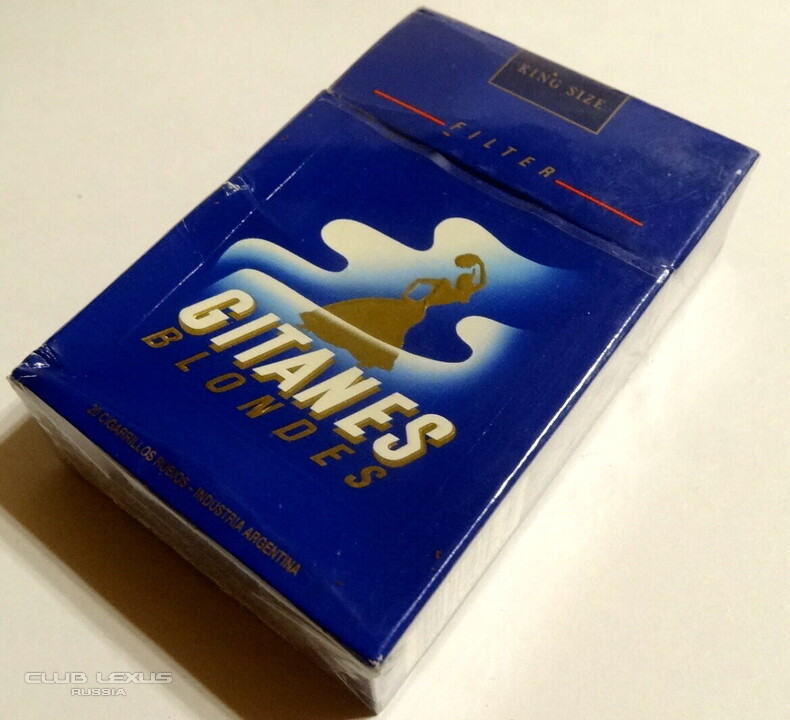 KING SIZE
FILTER
GITANES
BLONDES
20 CIGARRILLOS RUBIOS - INDUSTRIA ARGENTINA
CLUB LEXUS
RUSSIA